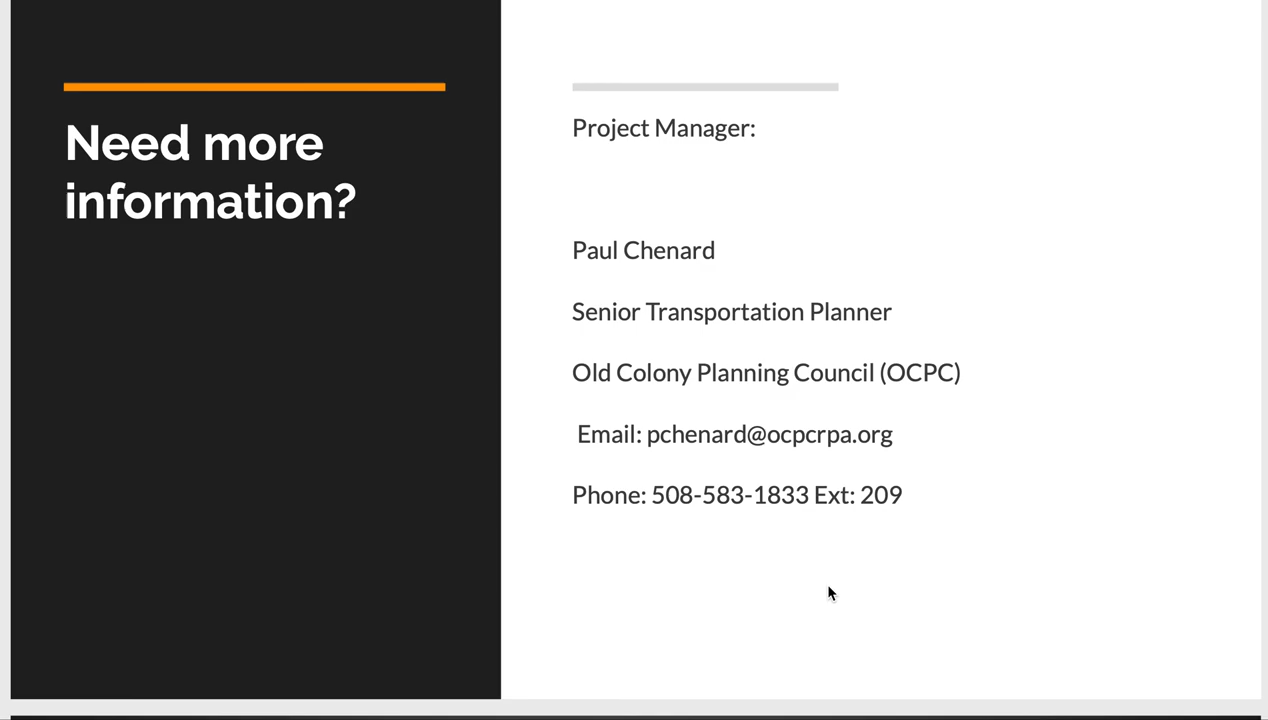 Need more
information?
Project Manager:
Paul Chenard
Senior Transportation Planner
Old Colony Planning Council (OCPC)
Email: pchenard@ocpcrpa.org
Phone: 508-583-1833 Ext: 209